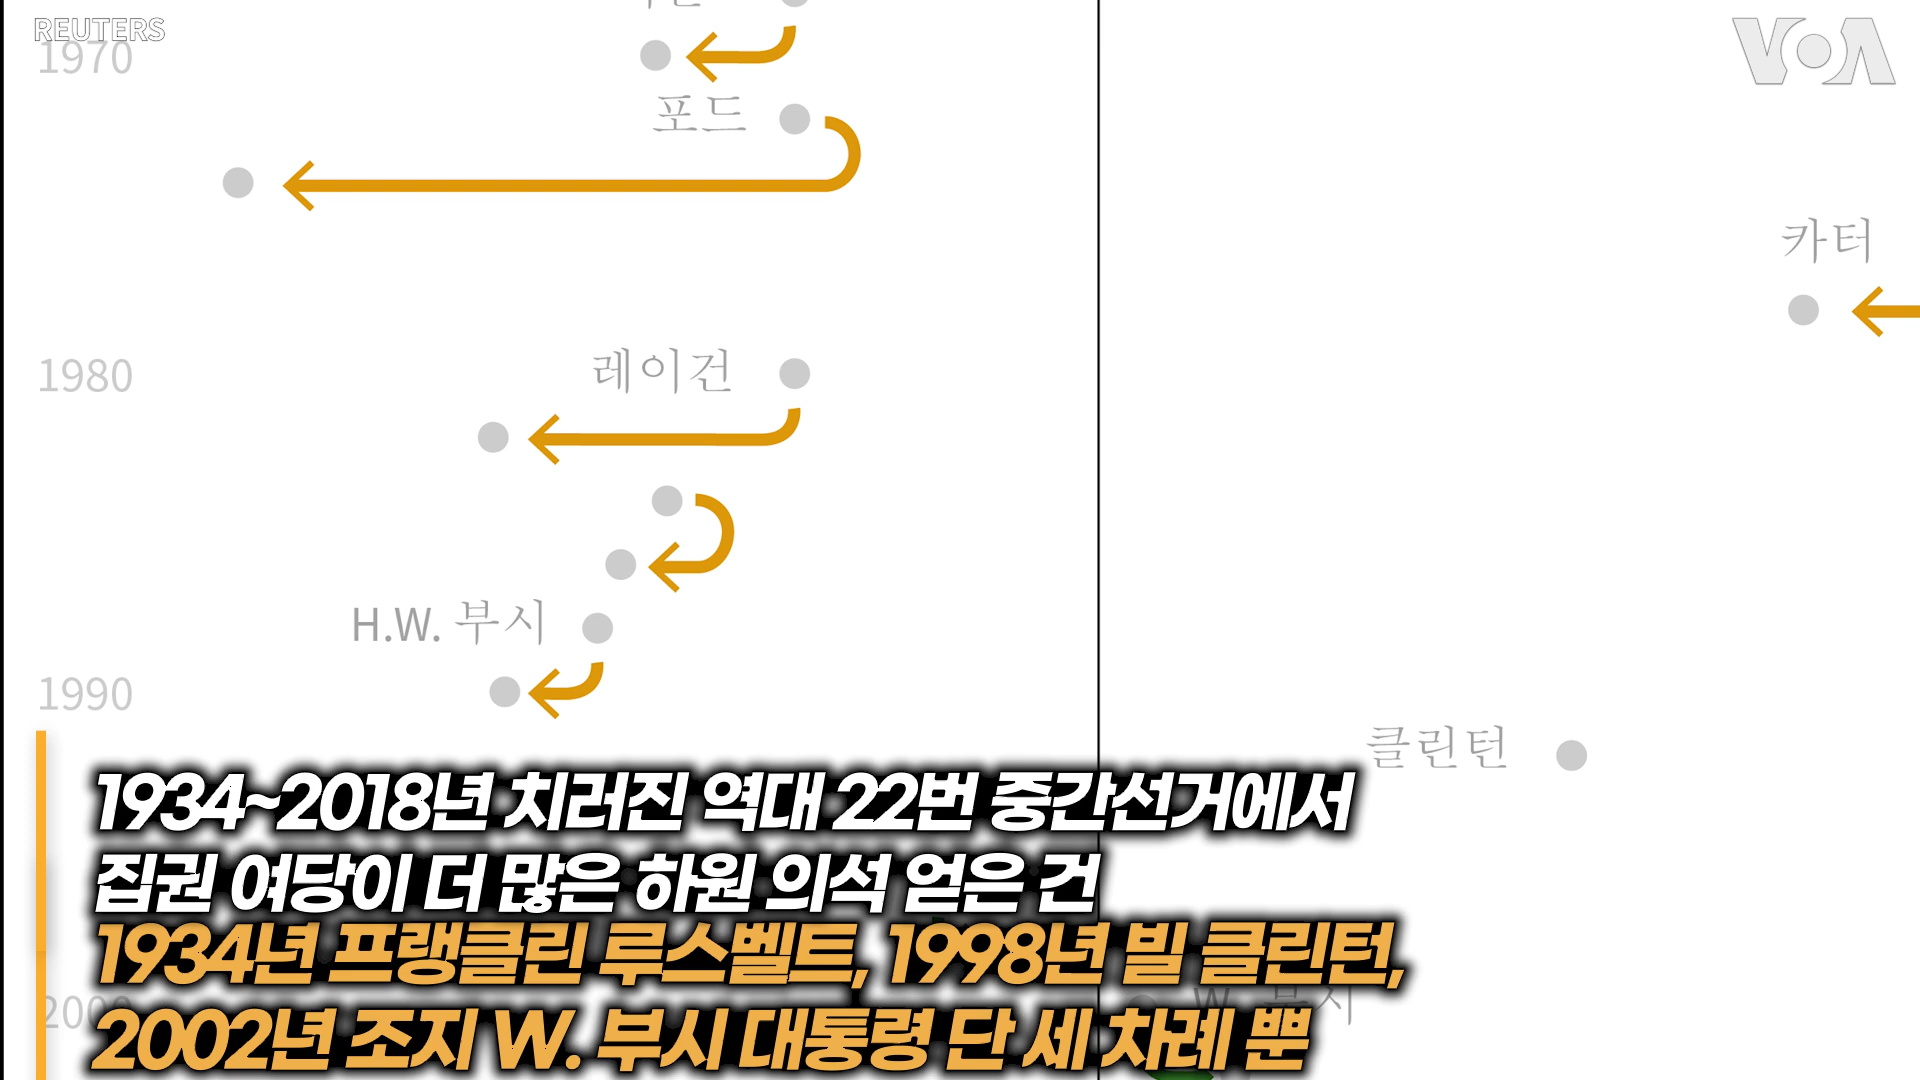 REUTERS
VOA
1970
포드
카터
1980
레이건
H.W. 부시
1990
클린턴
1934~2018년 치러진 역대 22번 중간선거에서
집권 여당이 더 많은 하원 의석 얻은 건
1934년 프랭클린 루스벨트, 1998년 빌 클린턴,
W. 부시
2002년 조지 W. 부시 대통령 단 세 차례 뿐